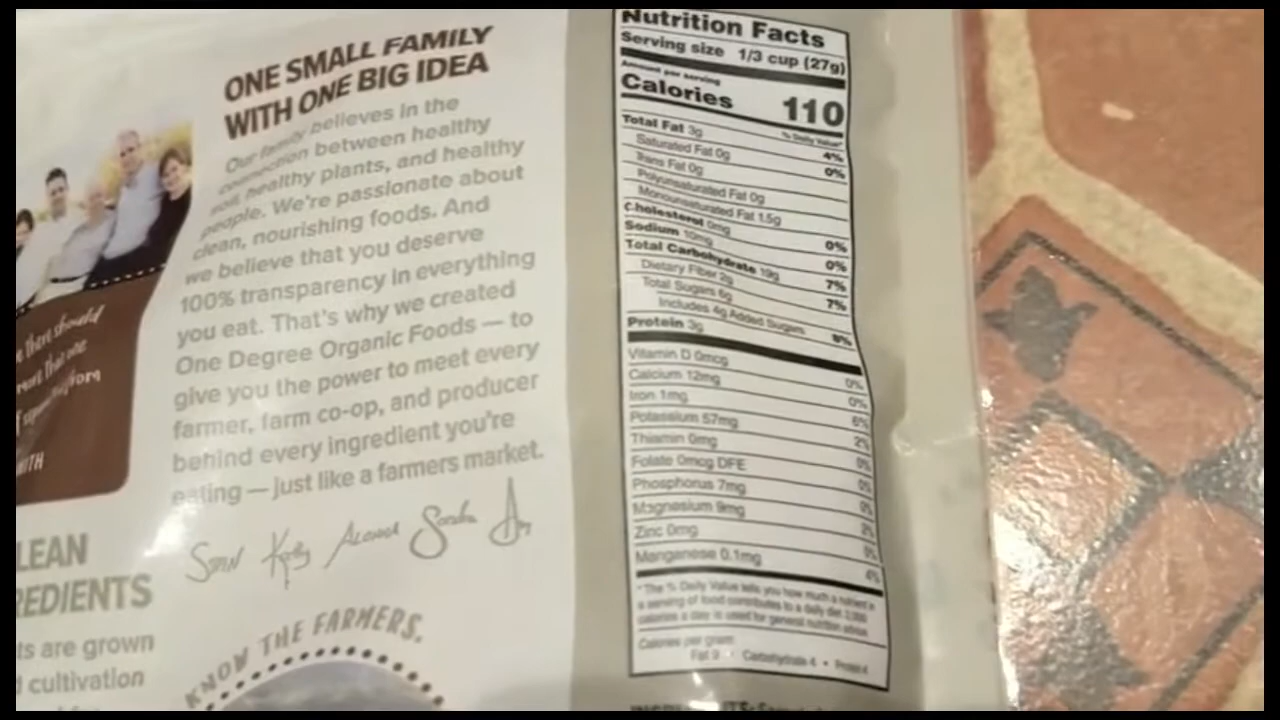 ONE SMALL FAMILY
WITH ONE BIG IDEA
Our family believes in the
connection between healthy
soil, healthy plants, and healthy
people. We're passionate about
clean, nourishing foods. And
we believe that you deserve
100% transparency in everything
you eat. That's why we created
One Degree Organic Foods — to
give you the power to meet every
farmer, farm co-op, and producer
behind every ingredient you're
eating — just like a farmers market.
KNOW THE FARMERS.
LEAN
REDIENTS
ts are grown
d cultivation
then should
Nutrition Facts
Serving size 1/3 cup (27g)
Amount per serving
Calories 110
% Daily Value*
Total Fat 3g 4%
Saturated Fat 0g 0%
Trans Fat 0g
Polyunsaturated Fat 0g
Monounsaturated Fat 1.5g
Cholesterol 0mg 0%
Sodium 10mg 0%
Total Carbohydrate 19g 7%
Dietary Fiber 2g 7%
Total Sugars 6g
Includes 4g Added Sugars 8%
Protein 3g
Vitamin D 0mcg 0%
Calcium 12mg 0%
Iron 1mg 6%
Potassium 57mg 2%
Thiamin 0mg 0%
Folate 0mcg DFE 0%
Phosphorus 7mg 0%
Magnesium 9mg 2%
Zinc 0mg 0%
Manganese 0.1mg 4%
*The % Daily Value tells you how much a nutrient in
a serving of food contributes to a daily diet. 2,000
calories a day is used for general nutrition advice.
Calories per gram:
Fat 9 • Carbohydrate 4 • Protein 4